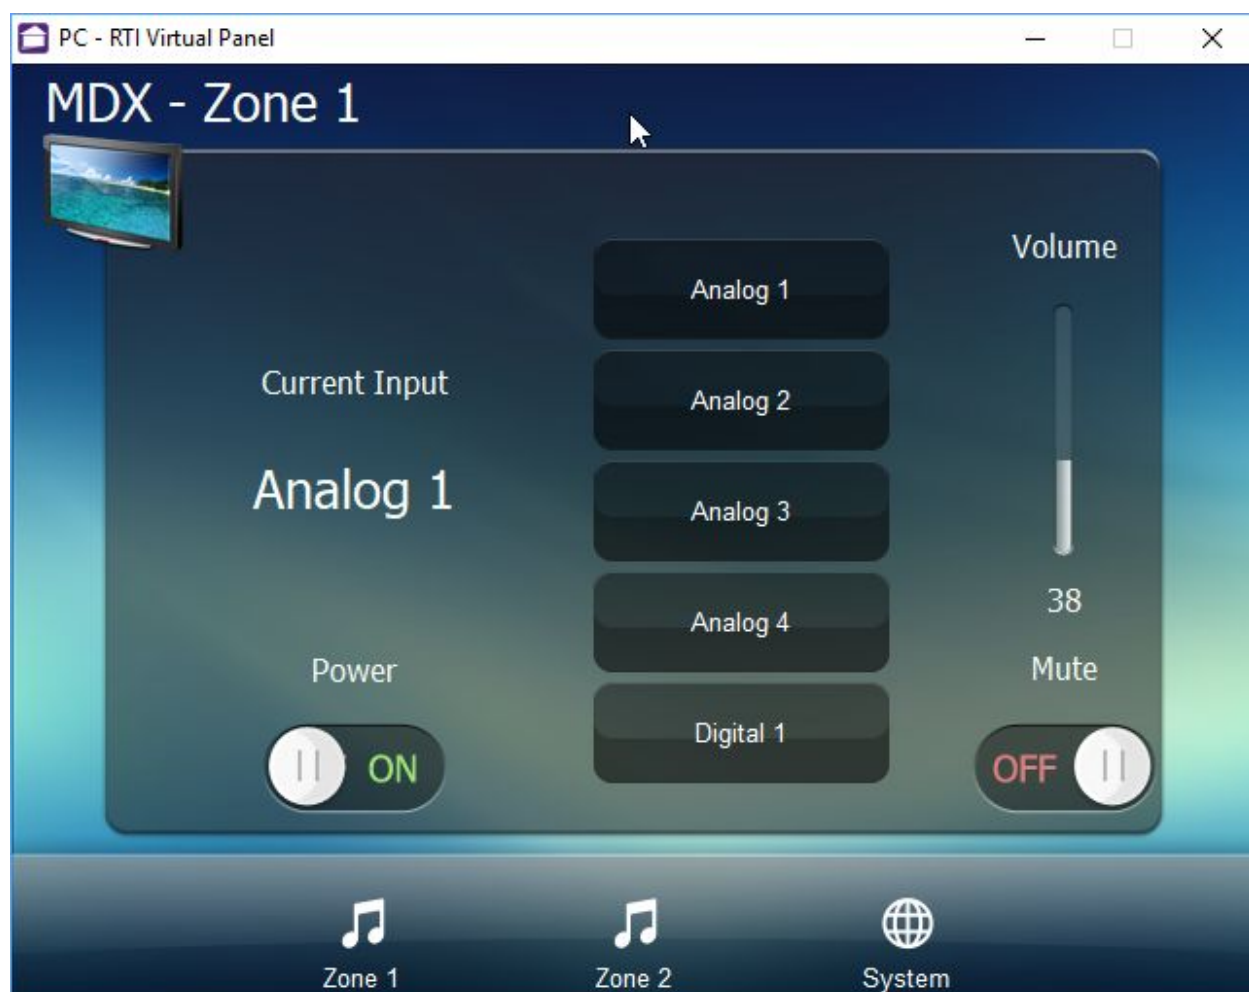 PC - RTI Virtual Panel
MDX - Zone 1
Current Input
Analog 1
Power
ON
Analog 1
Analog 2
Analog 3
Analog 4
Digital 1
Volume
38
Mute
OFF
Zone 1
Zone 2
System